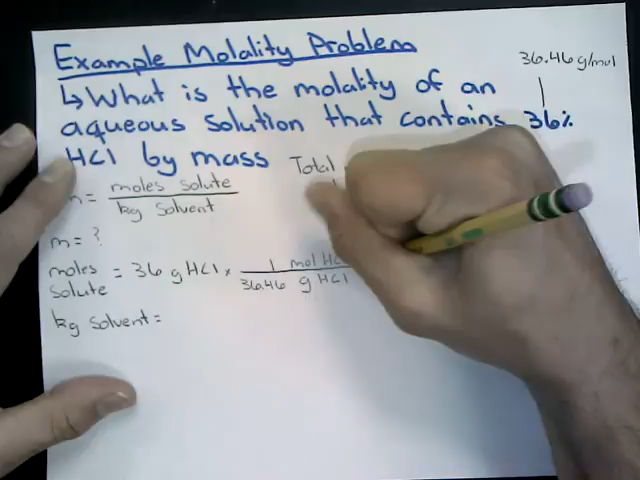 Example Molality Problem
36.46 g/mol
↳ What is the molality of an
aqueous solution that contains 36%
HCl by mass
Total
= moles solute / kg solvent
m = ?
moles solute = 36 g HCl × 1 mol HC / 36.46 g HCl
kg solvent =